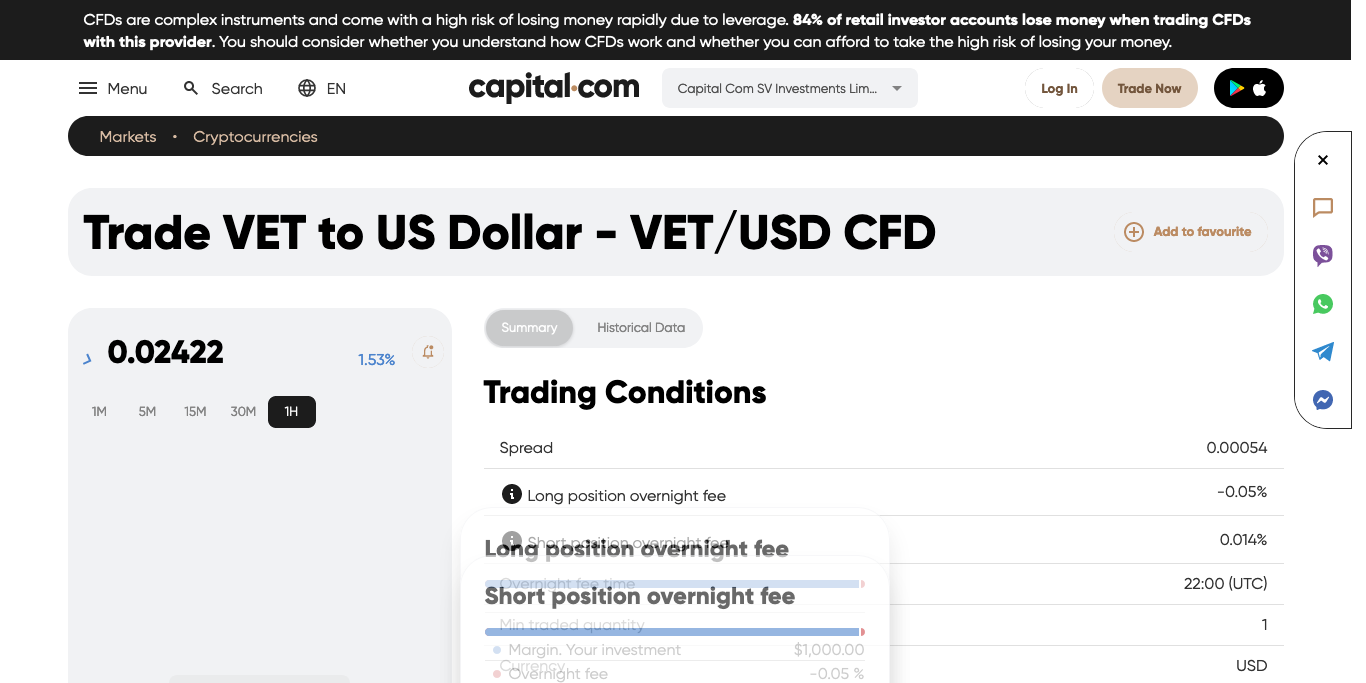 CFDs are complex instruments and come with a high risk of losing money rapidly due to leverage. 84% of retail investor accounts lose money when trading CFDs
with this provider. You should consider whether you understand how CFDs work and whether you can afford to take the high risk of losing your money.
Menu
Search
EN
capital.com
Capital Com SV Investments Lim...
Log In
Trade Now
Markets • Cryptocurrencies
Trade VET to US Dollar - VET/USD CFD
Add to favourite
0.02422
1.53%
1M 5M 15M 30M 1H
Summary
Historical Data
Trading Conditions
Spread 0.00054
Long position overnight fee -0.05%
Short position overnight fee 0.014%
Long position overnight fee
Overnight fee time 22:00 (UTC)
Short position overnight fee
Min traded quantity 1
Margin. Your investment $1,000.00
Currency USD
Overnight fee -0.05 %